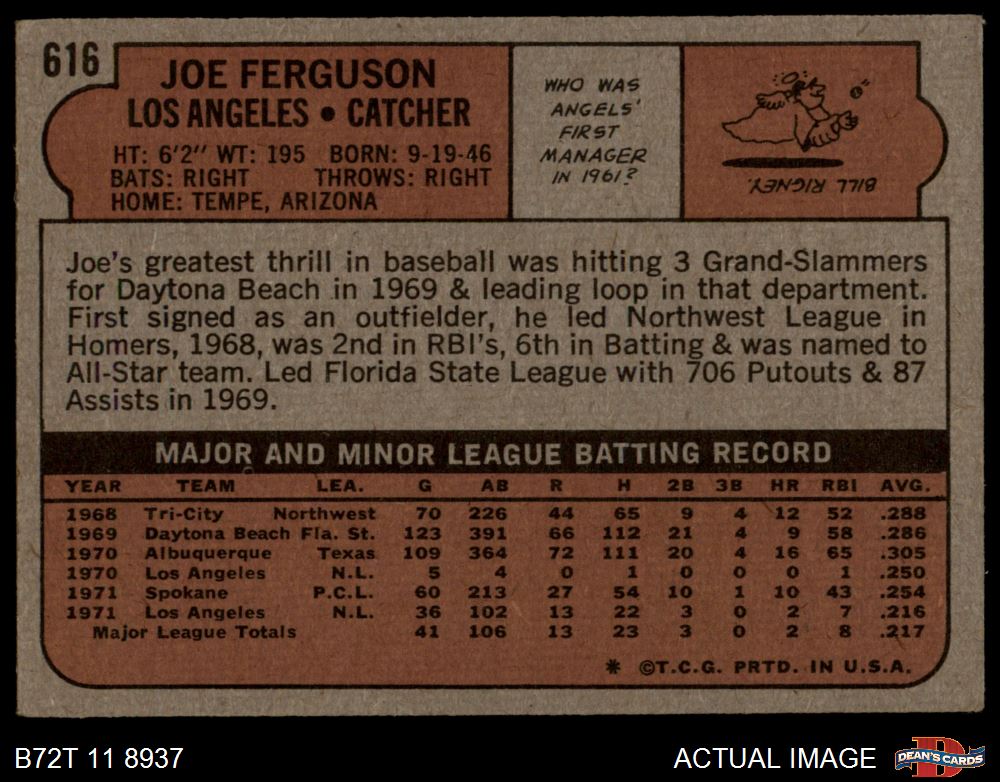 616
JOE FERGUSON
LOS ANGELES • CATCHER
HT: 6'2" WT: 195 BORN: 9-19-46
BATS: RIGHT THROWS: RIGHT
HOME: TEMPE, ARIZONA
WHO WAS
ANGELS'
FIRST
MANAGER
IN 1961?
BILL RIGNEY.
Joe's greatest thrill in baseball was hitting 3 Grand-Slammers
for Daytona Beach in 1969 & leading loop in that department.
First signed as an outfielder, he led Northwest League in
Homers, 1968, was 2nd in RBI's, 6th in Batting & was named to
All-Star team. Led Florida State League with 706 Putouts & 87
Assists in 1969.
MAJOR AND MINOR LEAGUE BATTING RECORD
YEAR TEAM LEA. G AB R H 2B 3B HR RBI AVG.
1968 Tri-City Northwest 70 226 44 65 9 4 12 52 .288
1969 Daytona Beach Fla. St. 123 391 66 112 21 4 9 58 .286
1970 Albuquerque Texas 109 364 72 111 20 4 16 65 .305
1970 Los Angeles N.L. 5 4 0 1 0 0 0 1 .250
1971 Spokane P.C.L. 60 213 27 54 10 1 10 43 .254
1971 Los Angeles N.L. 36 102 13 22 3 0 2 7 .216
Major League Totals 41 106 13 23 3 0 2 8 .217
* ©T.C.G. PRTD. IN U.S.A.
B72T 11 8937
ACTUAL IMAGE
D
DEAN'S CARDS